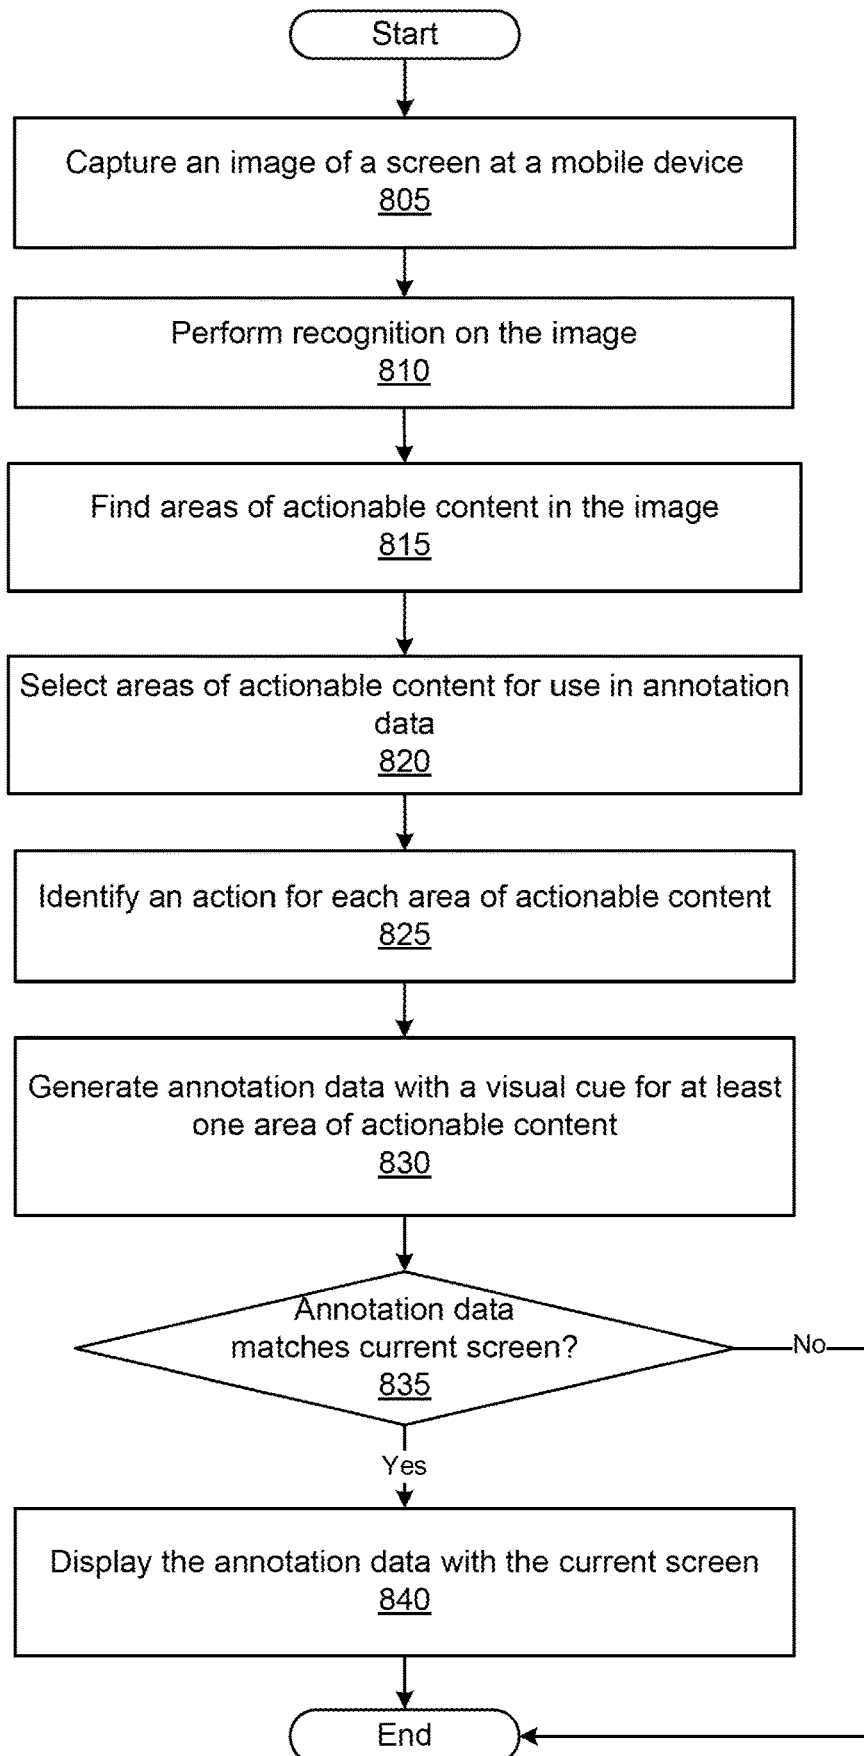 Start
Capture an image of a screen at a mobile device
805
Perform recognition on the image
810
Find areas of actionable content in the image
815
Select areas of actionable content for use in annotation
data
820
Identify an action for each area of actionable content
825
Generate annotation data with a visual cue for at least
one area of actionable content
830
Annotation data
matches current screen?
835
No
Yes
Display the annotation data with the current screen
840
End